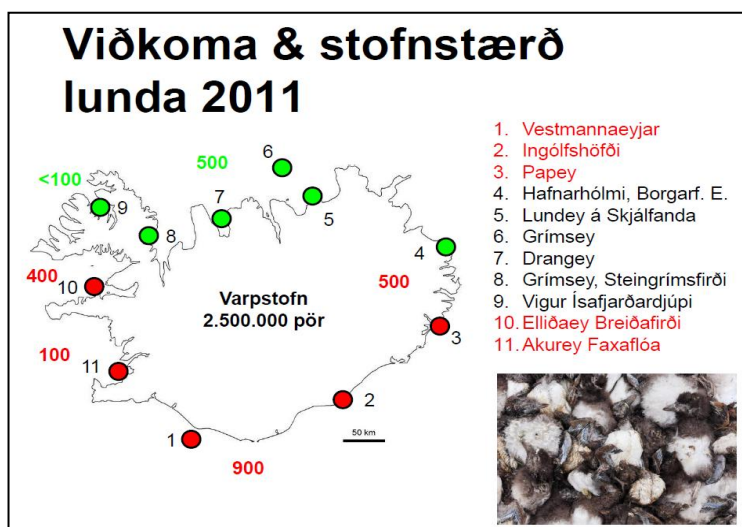 Viðkoma & stofnstærð
lunda 2011
1. Vestmannaeyjar
2. Ingólfshöfði
3. Papey
4. Hafnarhólmi, Borgarf. E.
5. Lundey á Skjálfanda
6. Grímsey
7. Drangey
8. Grímsey, Steingrímsfirði
9. Vigur Ísafjarðardjúpi
10. Elliðaey Breiðafirði
11. Akurey Faxaflóa
6
500
<100
9
7
5
8
4
400
10
500
Varpstofn
2.500.000 pör
3
100
11
2
50 km
1
900